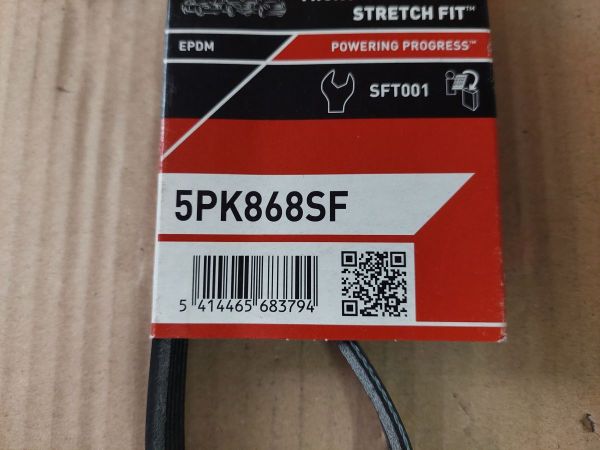 STRETCH FIT™
EPDM
POWERING PROGRESS™
SFT001
5PK868SF
5 414465 683794